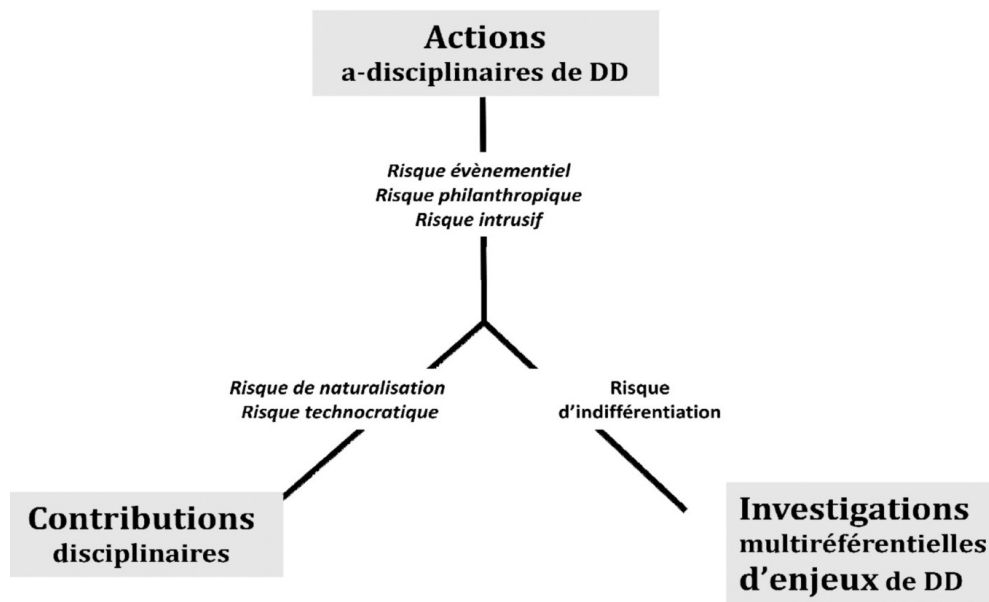 Actions
a-disciplinaires de DD
Risque évènementiel
Risque philanthropique
Risque intrusif
Risque de naturalisation
Risque technocratique
Risque
d'indifférentiation
Contributions
disciplinaires
Investigations
multiréférentielles
d'enjeux de DD